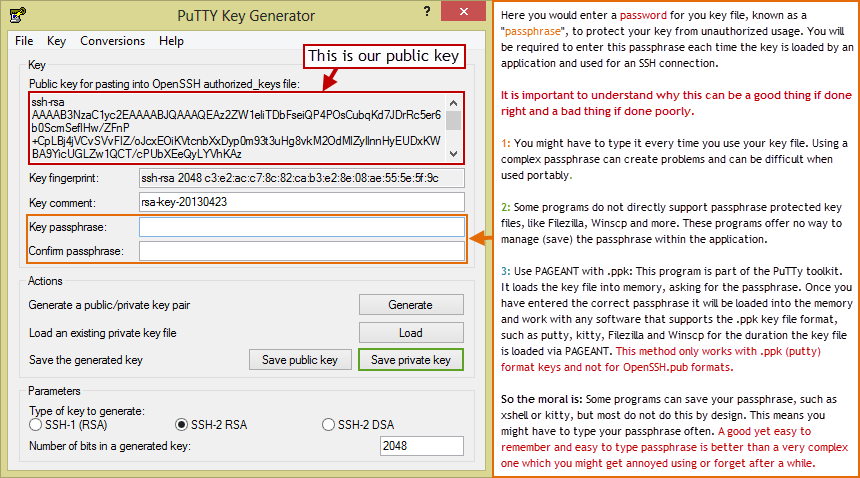 PuTTY Key Generator
?
x
File Key Conversions Help
This is our public key
Key
Public key for pasting into OpenSSH authorized_keys file:
ssh-rsa
AAAAB3NzaC1yc2EAAAABJQAAAQEAz2ZW1eIiTDbFseiQP4POsCubqKd7JDrRc5er6
b0ScmSeflHw/ZFnP
+CpLBj4jVCvSVvFIZ/oJcxEOiKVtcnbXxDyp0m93t3uHg8vkM2OdMIZylInnHyEUDxKW
BA9YicUGLZw1QCT/cPUbXEeQyLYVhKAz
Key fingerprint: ssh-rsa 2048 c3:e2:ac:c7:8c:82:ca:b3:e2:8e:08:ae:55:5e:5f:9c
Key comment: rsa-key-20130423
Key passphrase:
Confirm passphrase:
Actions
Generate a public/private key pair Generate
Load an existing private key file Load
Save the generated key Save public key Save private key
Parameters
Type of key to generate:
SSH-1 (RSA) SSH-2 RSA SSH-2 DSA
Number of bits in a generated key: 2048
Here you would enter a password for you key file, known as a
"passphrase", to protect your key from unauthorized usage. You will
be required to enter this passphrase each time the key is loaded by an
application and used for an SSH connection.
It is important to understand why this can be a good thing if done
right and a bad thing if done poorly.
1: You might have to type it every time you use your key file. Using a
complex passphrase can create problems and can be difficult when
used portably.
2: Some programs do not directly support passphrase protected key
files, like Filezilla, Winscp and more. These programs offer no way to
manage (save) the passphrase within the application.
3: Use PAGEANT with .ppk: This program is part of the PuTTy toolkit.
It loads the key file into memory, asking for the passphrase. Once you
have entered the correct passphrase it will be loaded into the memory
and work with any software that supports the .ppk key file format,
such as putty, kitty, Filezilla and Winscp for the duration the key file
is loaded via PAGEANT. This method only works with .ppk (putty)
format keys and not for OpenSSH.pub formats.
So the moral is: Some programs can save your passphrase, such as
xshell or kitty, but most do not do this by design. This means you
might have to type your passphrase often. A good yet easy to
remember and easy to type passphrase is better than a very complex
one which you might get annoyed using or forget after a while.